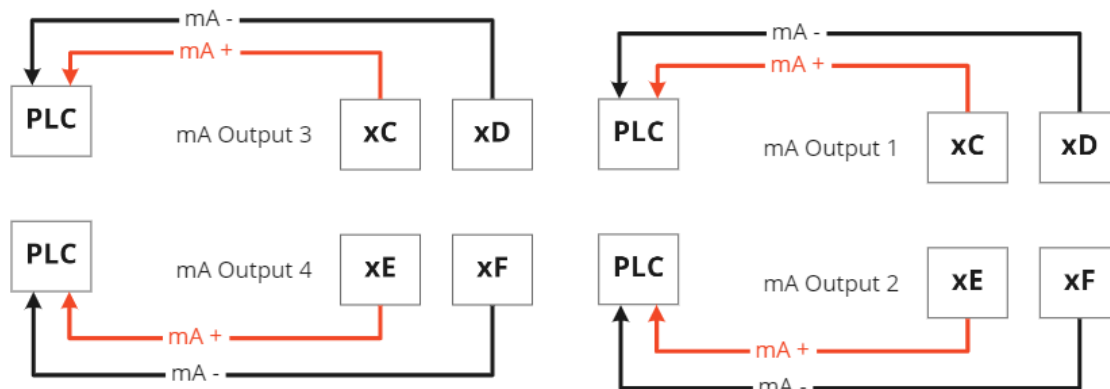 mA -
mA +
PLC
mA Output 3
xC
xD
PLC
mA Output 4
xE
xF
mA +
mA -
mA -
mA +
PLC
mA Output 1
xC
xD
PLC
mA Output 2
xE
xF
mA +
mA -